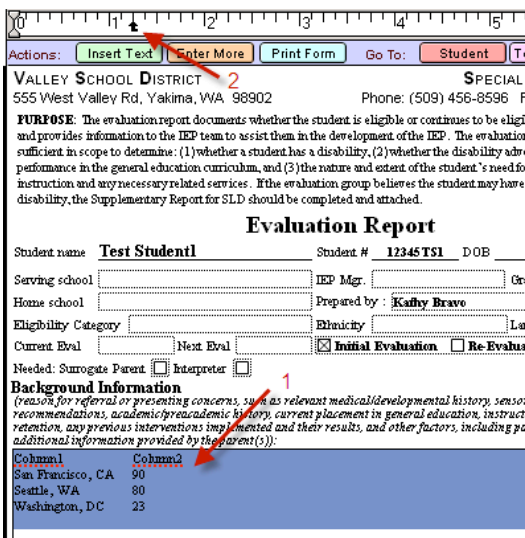 0 1" 2 3 4 5
Actions: Insert Text Enter More Print Form Go To: Student
2
VALLEY SCHOOL DISTRICT SPECIAL
555 West Valley Rd, Yakima, WA 98902 Phone: (509) 456-8596 F
PURPOSE: The evaluation report documents whether the student is eligible or continues to be eligi
and provides information to the IEP team to assist them in the development of the IEP. The evaluation
sufficient in scope to determine: (1) whether a student has a disability, (2) whether the disability adve
performance in the general education curriculum, and (3) the nature and extent of the student's need fo
instruction and any necessary related services. If the evaluation group believes the student may have
disability, the Supplementary Report for SLD should be completed and attached.
Evaluation Report
Student name Test Student1 Student # 12345TS1 DOB
Serving school IEP Mgr. Gr
Home school Prepared by : Kathy Bravo
Eligibility Category Ethnicity La
Current Eval Next Eval Initial Evaluation Re-Evalua
Needed: Surrogate Parent Interpreter
Background Information
1
(reason for referral or presenting concerns, such as relevant medical/developmental history, senso
recommendations, academic/preacademic history, current placement in general education, instruct
retention, any previous interventions implemented and their results, and other factors, including pa
additional information provided by the parent(s)):
Column1 Column2
San Francisco, CA 90
Seattle, WA 80
Washington, DC 23